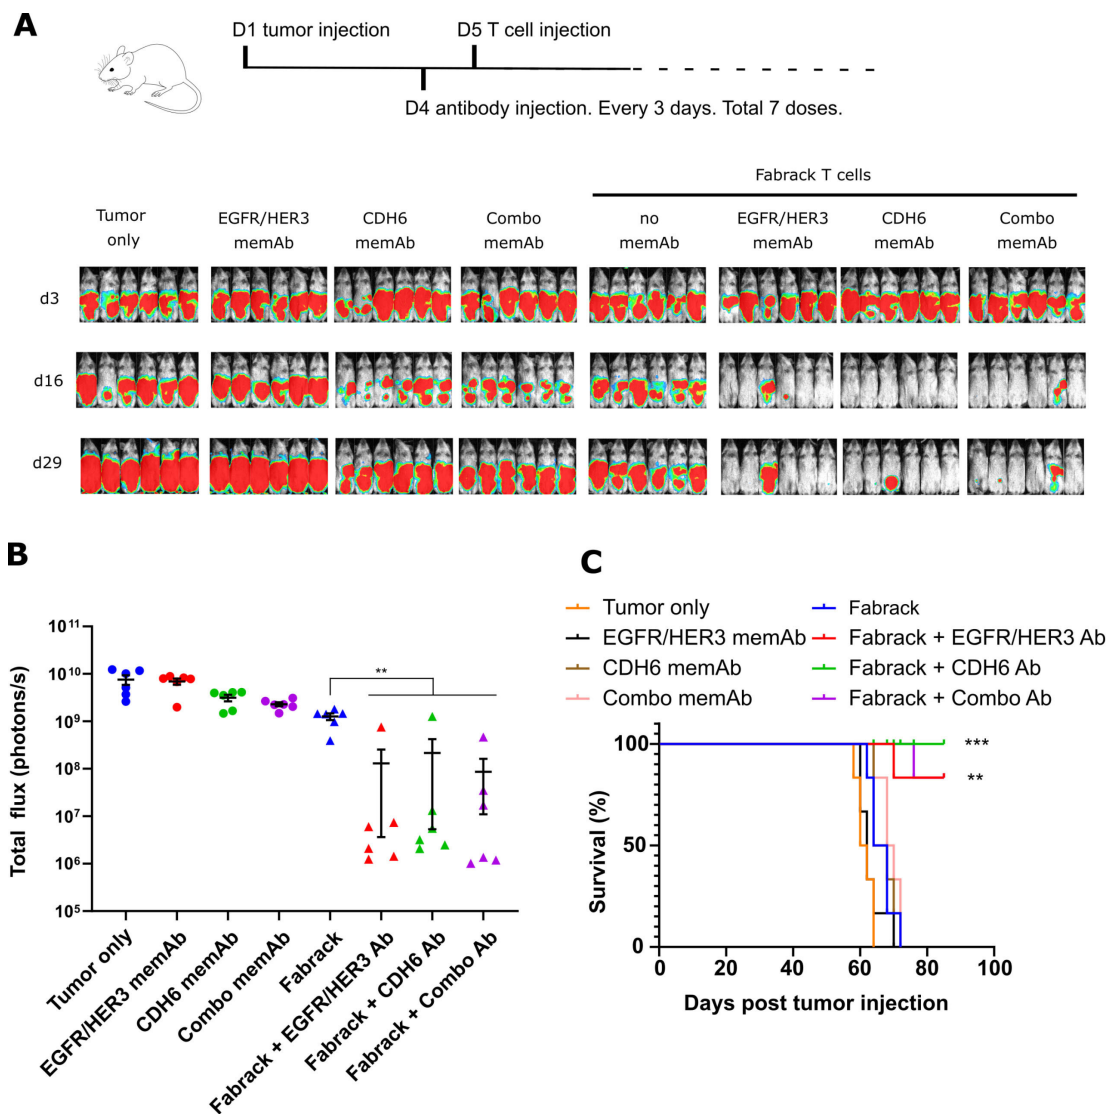 A
D1 tumor injection
D5 T cell injection
D4 antibody injection. Every 3 days. Total 7 doses.
Fabrack T cells
Tumor only
EGFR/HER3 memAb
CDH6 memAb
Combo memAb
no memAb
EGFR/HER3 memAb
CDH6 memAb
Combo memAb
d3
d16
d29
B
Total flux (photons/s)
10¹¹
10¹⁰
10⁹
10⁸
10⁷
10⁶
10⁵
**
Tumor only
EGFR/HER3 memAb
CDH6 memAb
Combo memAb
Fabrack
Fabrack + EGFR/HER3 Ab
Fabrack + CDH6 Ab
Fabrack + Combo Ab
C
Tumor only
EGFR/HER3 memAb
CDH6 memAb
Combo memAb
Fabrack
Fabrack + EGFR/HER3 Ab
Fabrack + CDH6 Ab
Fabrack + Combo Ab
Survival (%)
100
50
0
***
**
0 20 40 60 80 100
Days post tumor injection